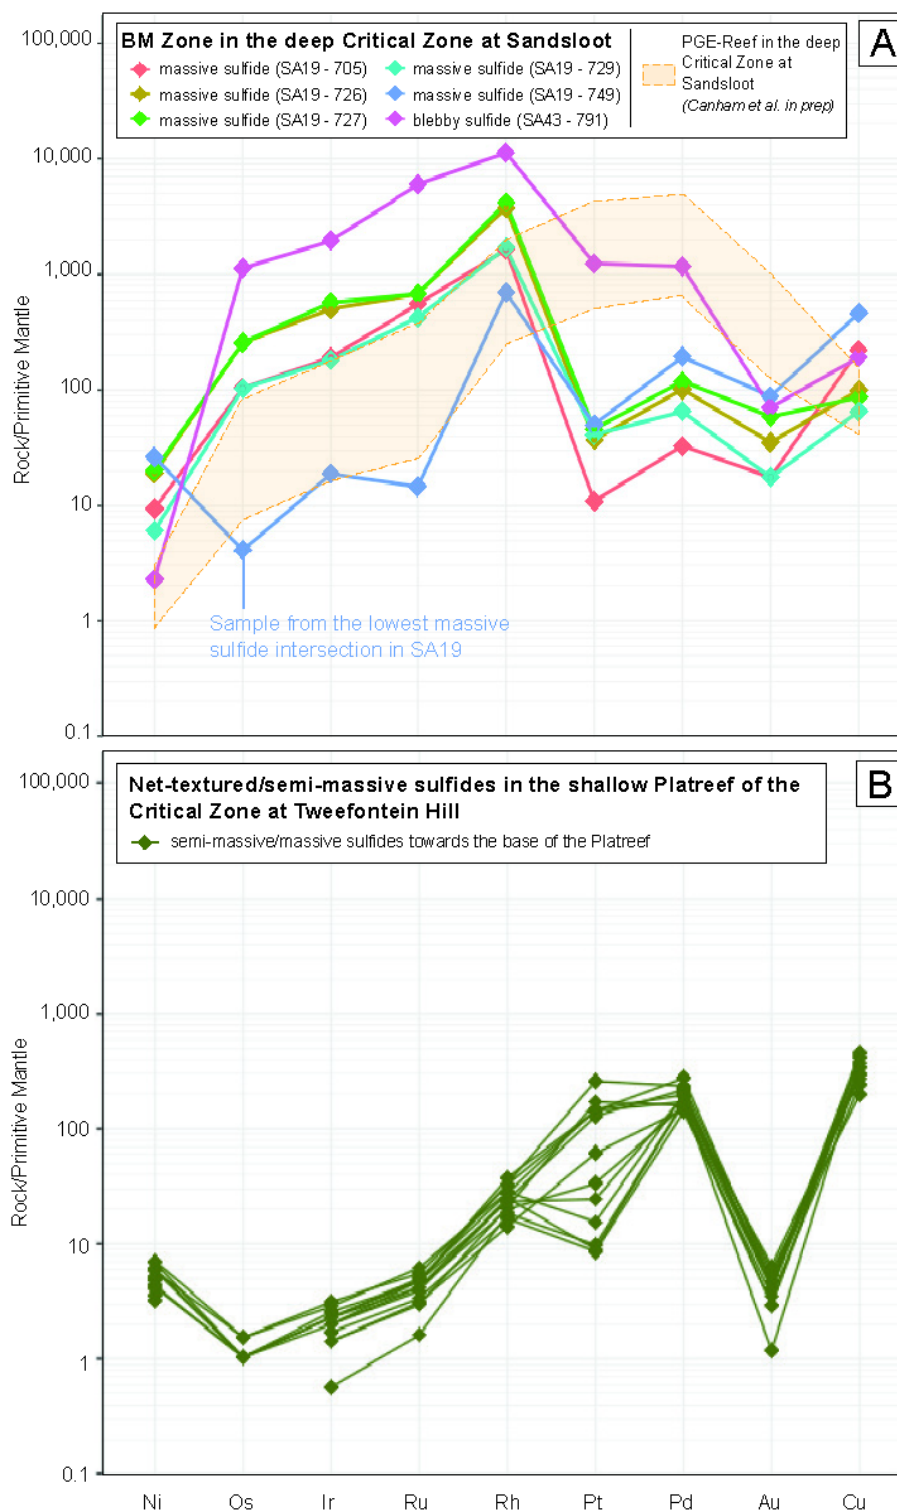 100,000
10,000
1,000
100
10
1
0.1
Rock/Primitive Mantle
A
BM Zone in the deep Critical Zone at Sandsloot
massive sulfide (SA19 - 705)
massive sulfide (SA19 - 726)
massive sulfide (SA19 - 727)
massive sulfide (SA19 - 729)
massive sulfide (SA19 - 749)
blebby sulfide (SA43 - 791)
PGE-Reef in the deep
Critical Zone at
Sandsloot
(Canham et al. in prep)
Sample from the lowest massive
sulfide intersection in SA19
100,000
10,000
1,000
100
10
1
0.1
Rock/Primitive Mantle
B
Net-textured/semi-massive sulfides in the shallow Platreef of the
Critical Zone at Tweefontein Hill
semi-massive/massive sulfides towards the base of the Platreef
Ni Os Ir Ru Rh Pt Pd Au Cu